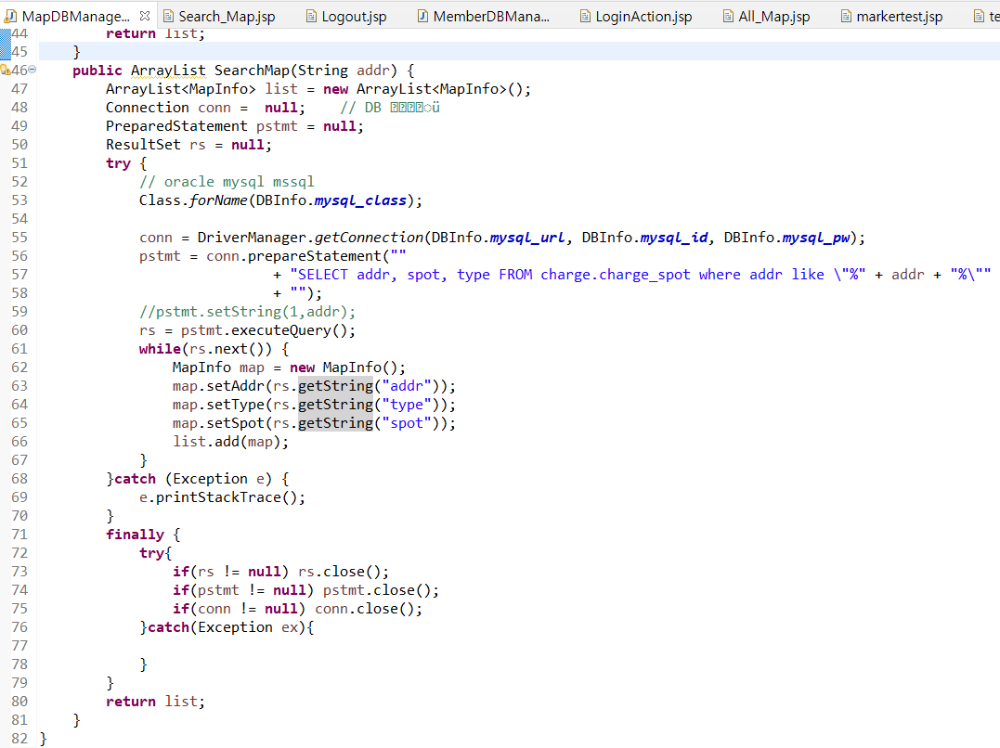 MapDBManage... Search_Map.jsp Logout.jsp MemberDBMana... LoginAction.jsp All_Map.jsp markertest.jsp te
44 return list;
45 }
46 public ArrayList SearchMap(String addr) {
47 ArrayList<MapInfo> list = new ArrayList<MapInfo>();
48 Connection conn =  null;    // DB
49 PreparedStatement pstmt = null;
50 ResultSet rs = null;
51 try {
52 // oracle mysql mssql
53 Class.forName(DBInfo.mysql_class);
54
55 conn = DriverManager.getConnection(DBInfo.mysql_url, DBInfo.mysql_id, DBInfo.mysql_pw);
56 pstmt = conn.prepareStatement(""
57 + "SELECT addr, spot, type FROM charge.charge_spot where addr like \"%" + addr + "%\""
58 + "");
59 //pstmt.setString(1,addr);
60 rs = pstmt.executeQuery();
61 while(rs.next()) {
62 MapInfo map = new MapInfo();
63 map.setAddr(rs.getString("addr"));
64 map.setType(rs.getString("type"));
65 map.setSpot(rs.getString("spot"));
66 list.add(map);
67 }
68 }catch (Exception e) {
69 e.printStackTrace();
70 }
71 finally {
72 try{
73 if(rs != null) rs.close();
74 if(pstmt != null) pstmt.close();
75 if(conn != null) conn.close();
76 }catch(Exception ex){
77
78 }
79 }
80 return list;
81 }
82 }